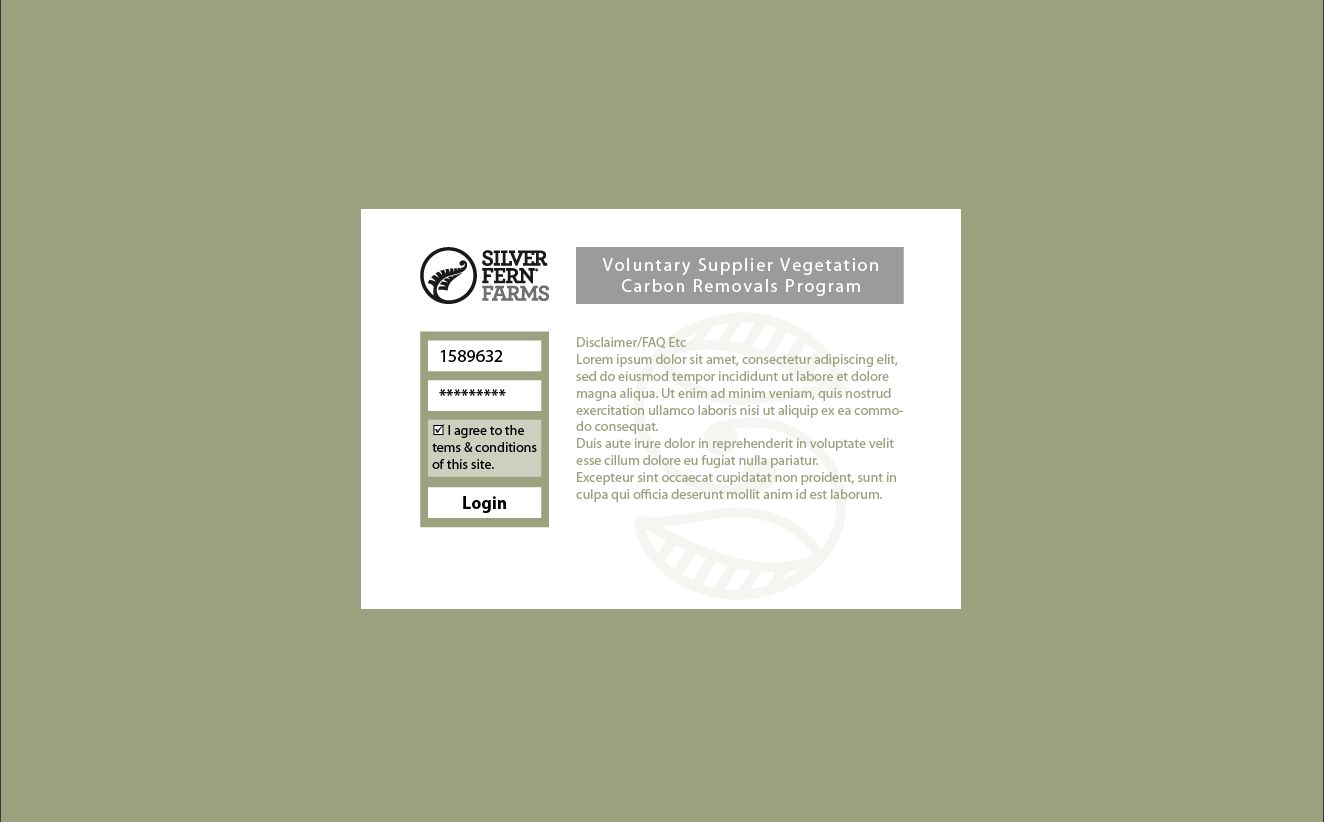 SILVER
FERN®
FARMS
Voluntary Supplier Vegetation
Carbon Removals Program
1589632
*********
I agree to the
tems & conditions
of this site.
Login
Disclaimer/FAQ Etc
Lorem ipsum dolor sit amet, consectetur adipiscing elit,
sed do eiusmod tempor incididunt ut labore et dolore
magna aliqua. Ut enim ad minim veniam, quis nostrud
exercitation ullamco laboris nisi ut aliquip ex ea commo-
do consequat.
Duis aute irure dolor in reprehenderit in voluptate velit
esse cillum dolore eu fugiat nulla pariatur.
Excepteur sint occaecat cupidatat non proident, sunt in
culpa qui officia deserunt mollit anim id est laborum.